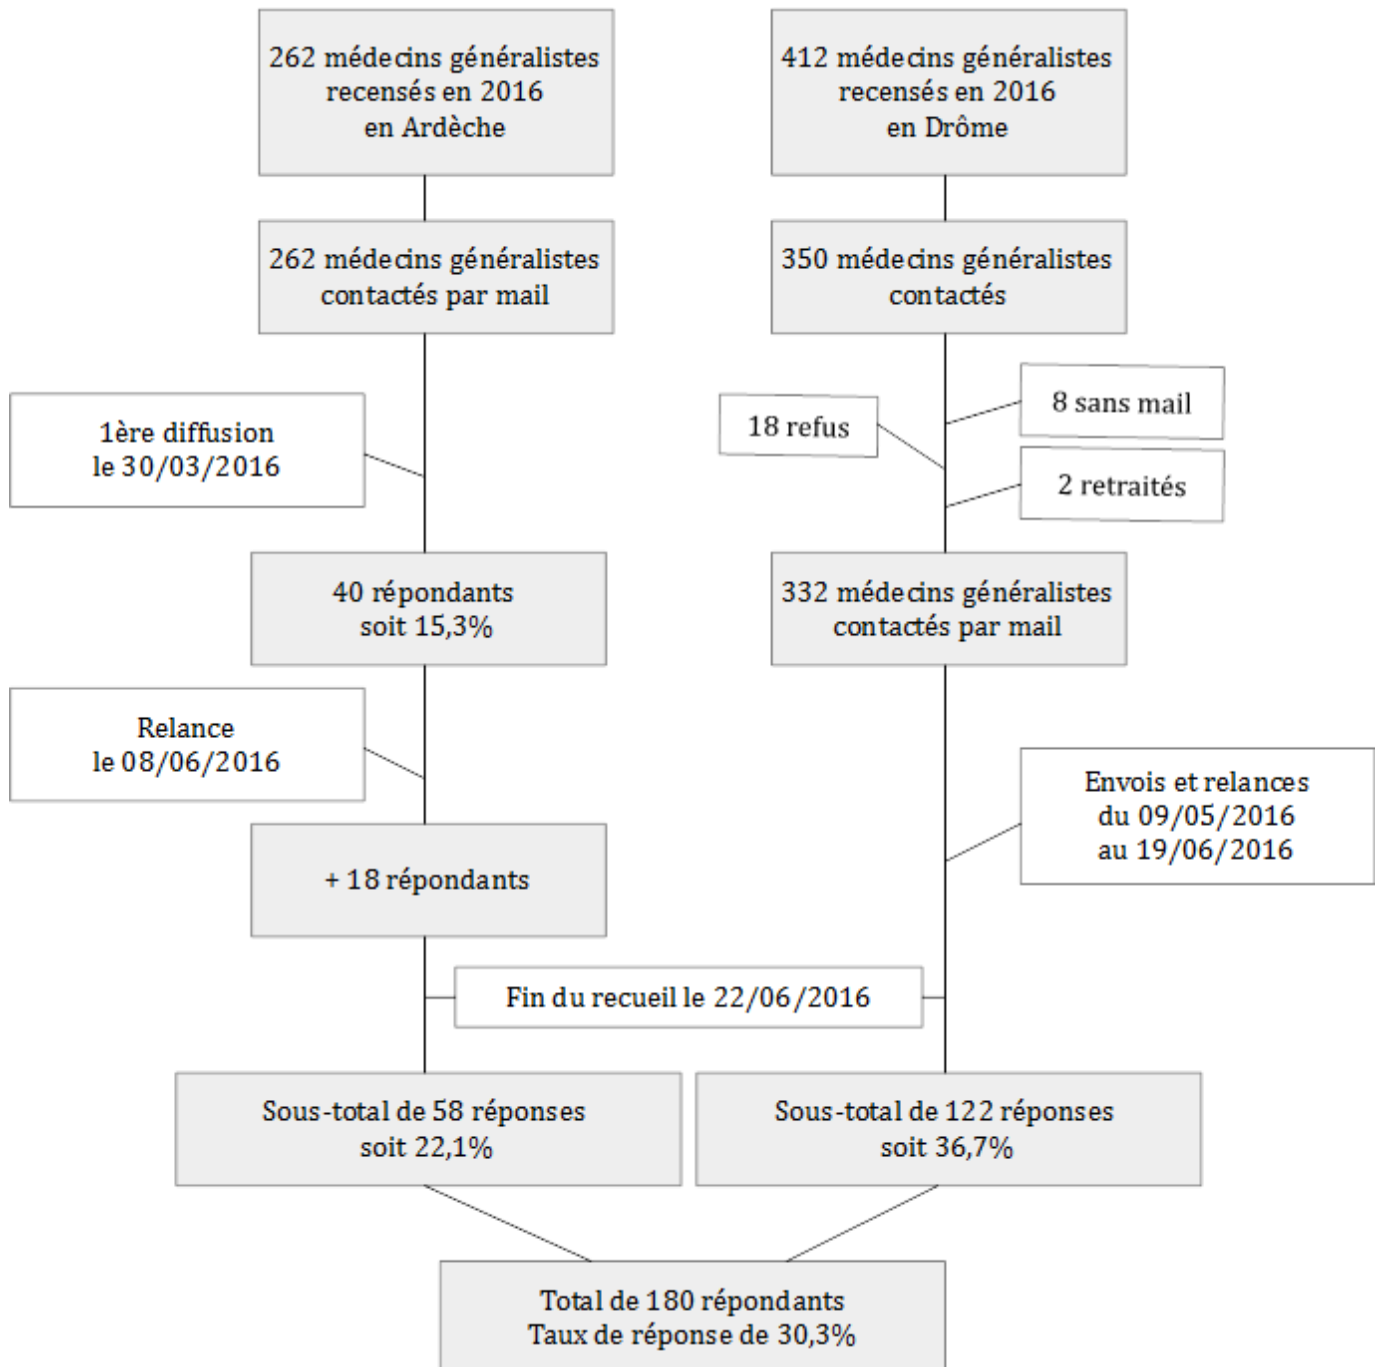 262 médecins généralistes
recensés en 2016
en Ardèche
412 médecins généralistes
recensés en 2016
en Drôme
262 médecins généralistes
contactés par mail
350 médecins généralistes
contactés
1ère diffusion
le 30/03/2016
18 refus
8 sans mail
2 retraités
40 répondants
soit 15,3%
332 médecins généralistes
contactés par mail
Relance
le 08/06/2016
Envois et relances
du 09/05/2016
au 19/06/2016
+ 18 répondants
Fin du recueil le 22/06/2016
Sous-total de 58 réponses
soit 22,1%
Sous-total de 122 réponses
soit 36,7%
Total de 180 répondants
Taux de réponse de 30,3%